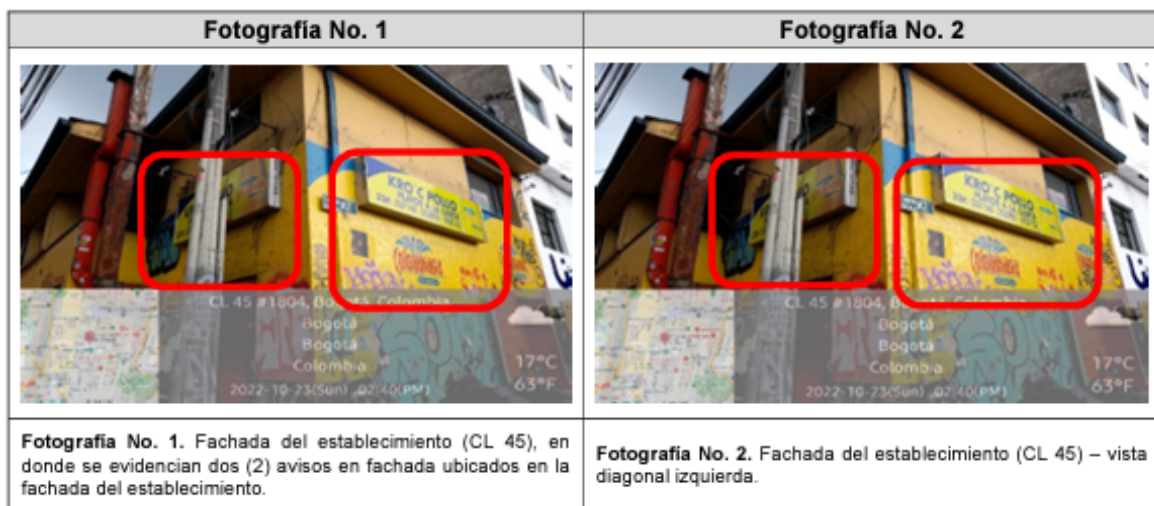 Fotografía No. 1
Fotografía No. 2
KRO´C POLLO
CL 45 #1804, Bogotá, Colombia
Bogotá
Bogotá
Colombia
2022-10-23(Sun) 02:40(PM)
17°C
63°F
KRO´C POLLO
CL 45 #1804, Bogotá, Colombia
Bogotá
Bogotá
Colombia
2022-10-23(Sun) 02:40(PM)
17°C
63°F
Fotografía No. 1. Fachada del establecimiento (CL 45), en
donde se evidencian dos (2) avisos en fachada ubicados en la
fachada del establecimiento.
Fotografía No. 2. Fachada del establecimiento (CL 45) – vista
diagonal izquierda.